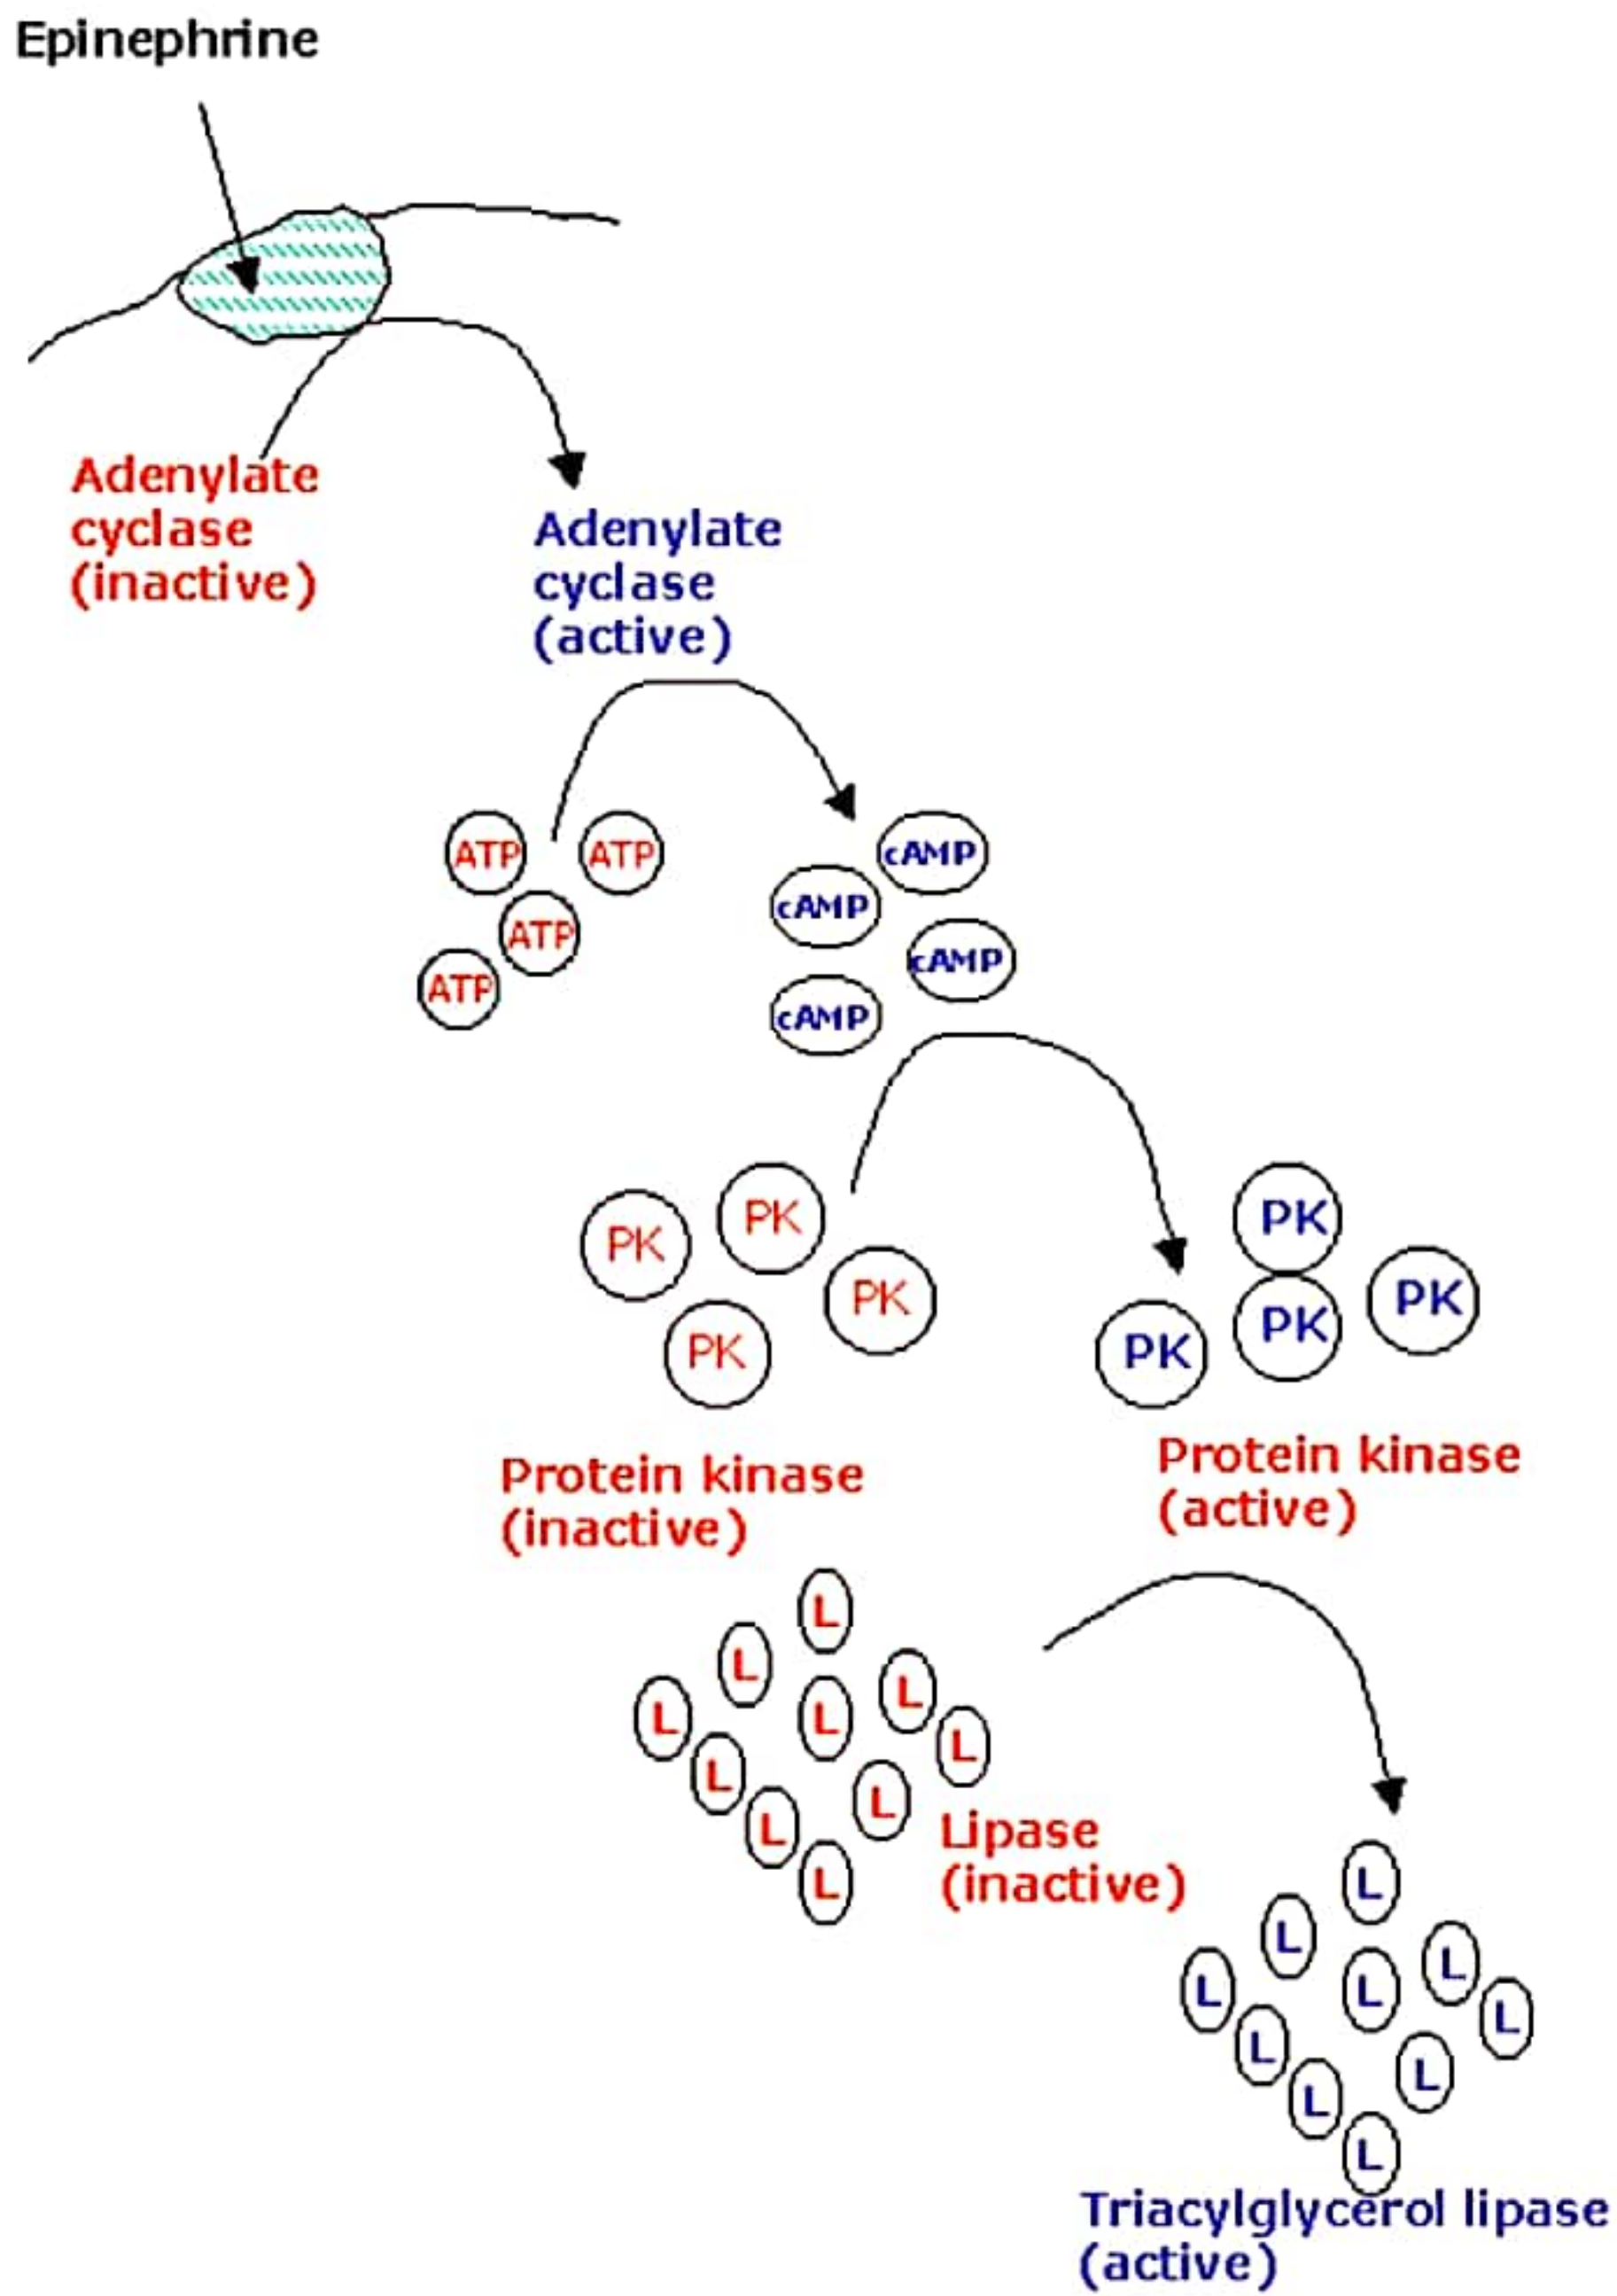 Epinephrine
Adenylate
cyclase
(inactive)
Adenylate
cyclase
(active)
ATP
ATP
ATP
ATP
cAMP
cAMP
cAMP
cAMP
PK
PK
PK
PK
PK
PK
PK
PK
Protein kinase
(inactive)
Protein kinase
(active)
L
L
L
L
L
L
L
L
L
L
Lipase
(inactive)
L
L
L
L
L
L
L
L
L
L
Triacylglycerol lipase
(active)